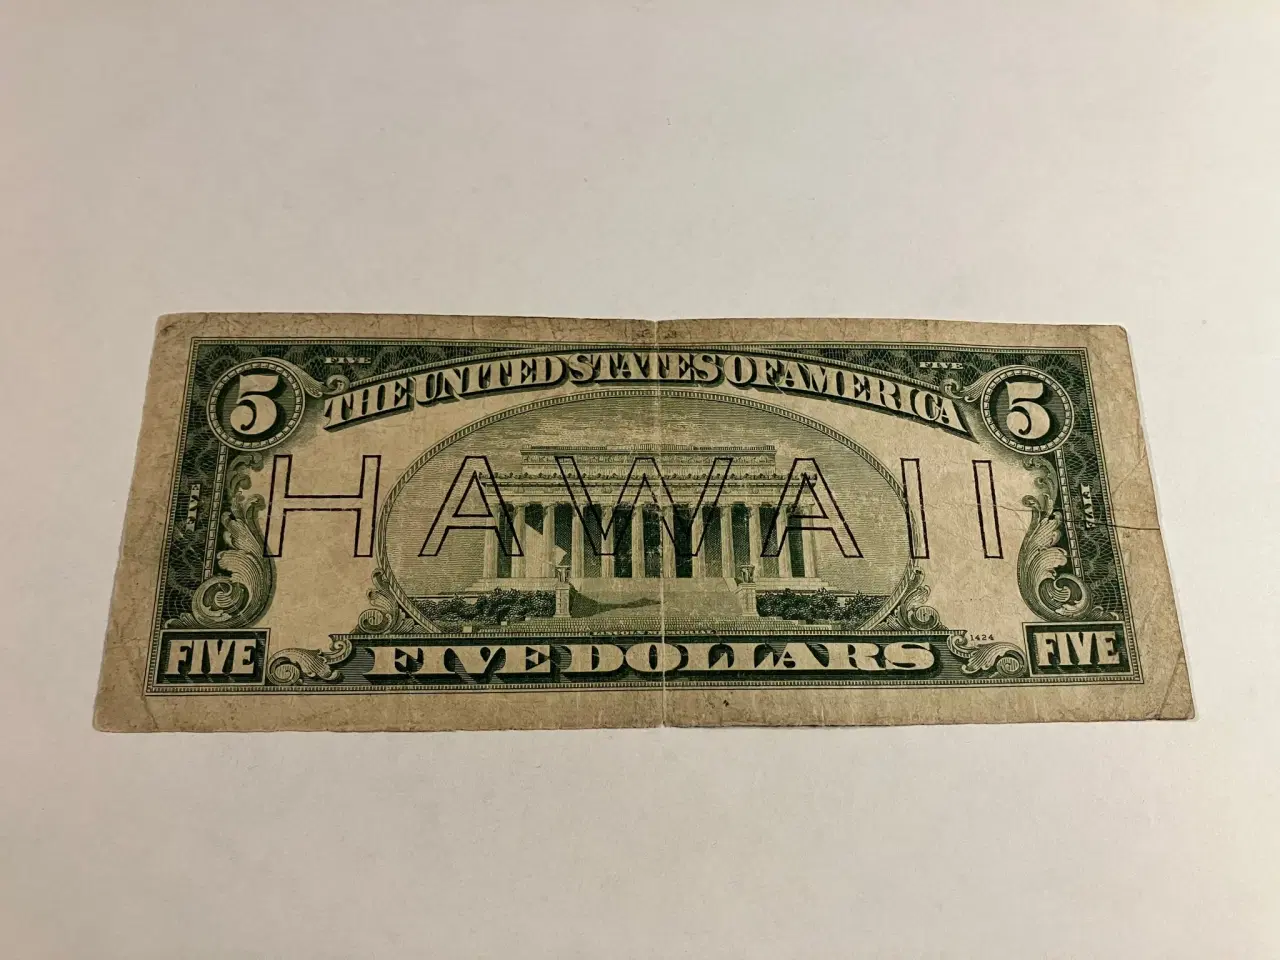 FIVE FIVE
5 THE UNITED STATES OF AMERICA 5
HAWAII
FIVE FIVE
1424
FIVE FIVE DOLLARS FIVE